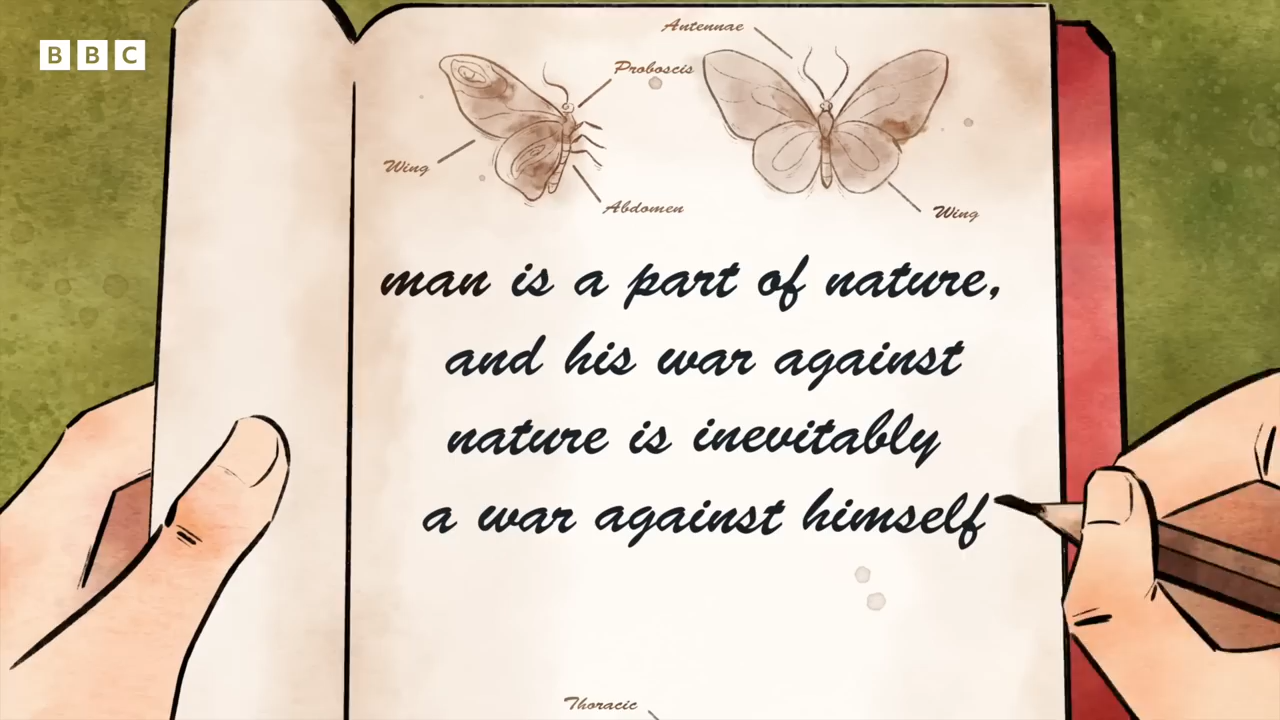 BBC
Antennae
Proboscis
Wing
Abdomen
Wing
man is a part of nature,
and his war against
nature is inevitably
a war against himself
Thoracic